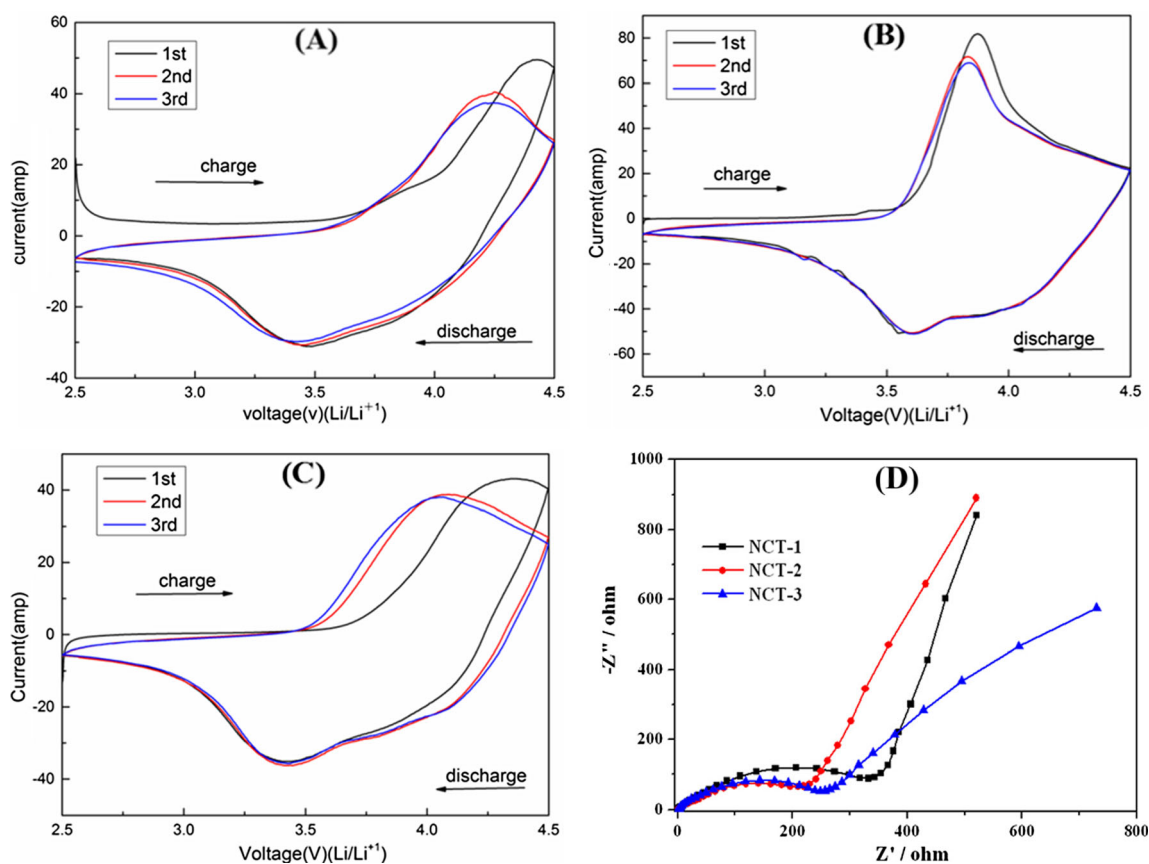 (A)
1st
2nd
3rd
charge
discharge
60
40
20
0
-20
-40
2.5
3.0
3.5
4.0
4.5
current(amp)
voltage(v)(Li/Li⁺¹)
(B)
1st
2nd
3rd
charge
discharge
80
60
40
20
0
-20
-40
-60
2.5
3.0
3.5
4.0
4.5
Current(amp)
Voltage(V)(Li/Li⁺¹)
(C)
1st
2nd
3rd
charge
discharge
40
20
0
-20
-40
2.5
3.0
3.5
4.0
4.5
Current(amp)
Voltage(V)(Li/Li⁺¹)
(D)
NCT-1
NCT-2
NCT-3
1000
800
600
400
200
0
0
200
400
600
800
-Z'' / ohm
Z' / ohm